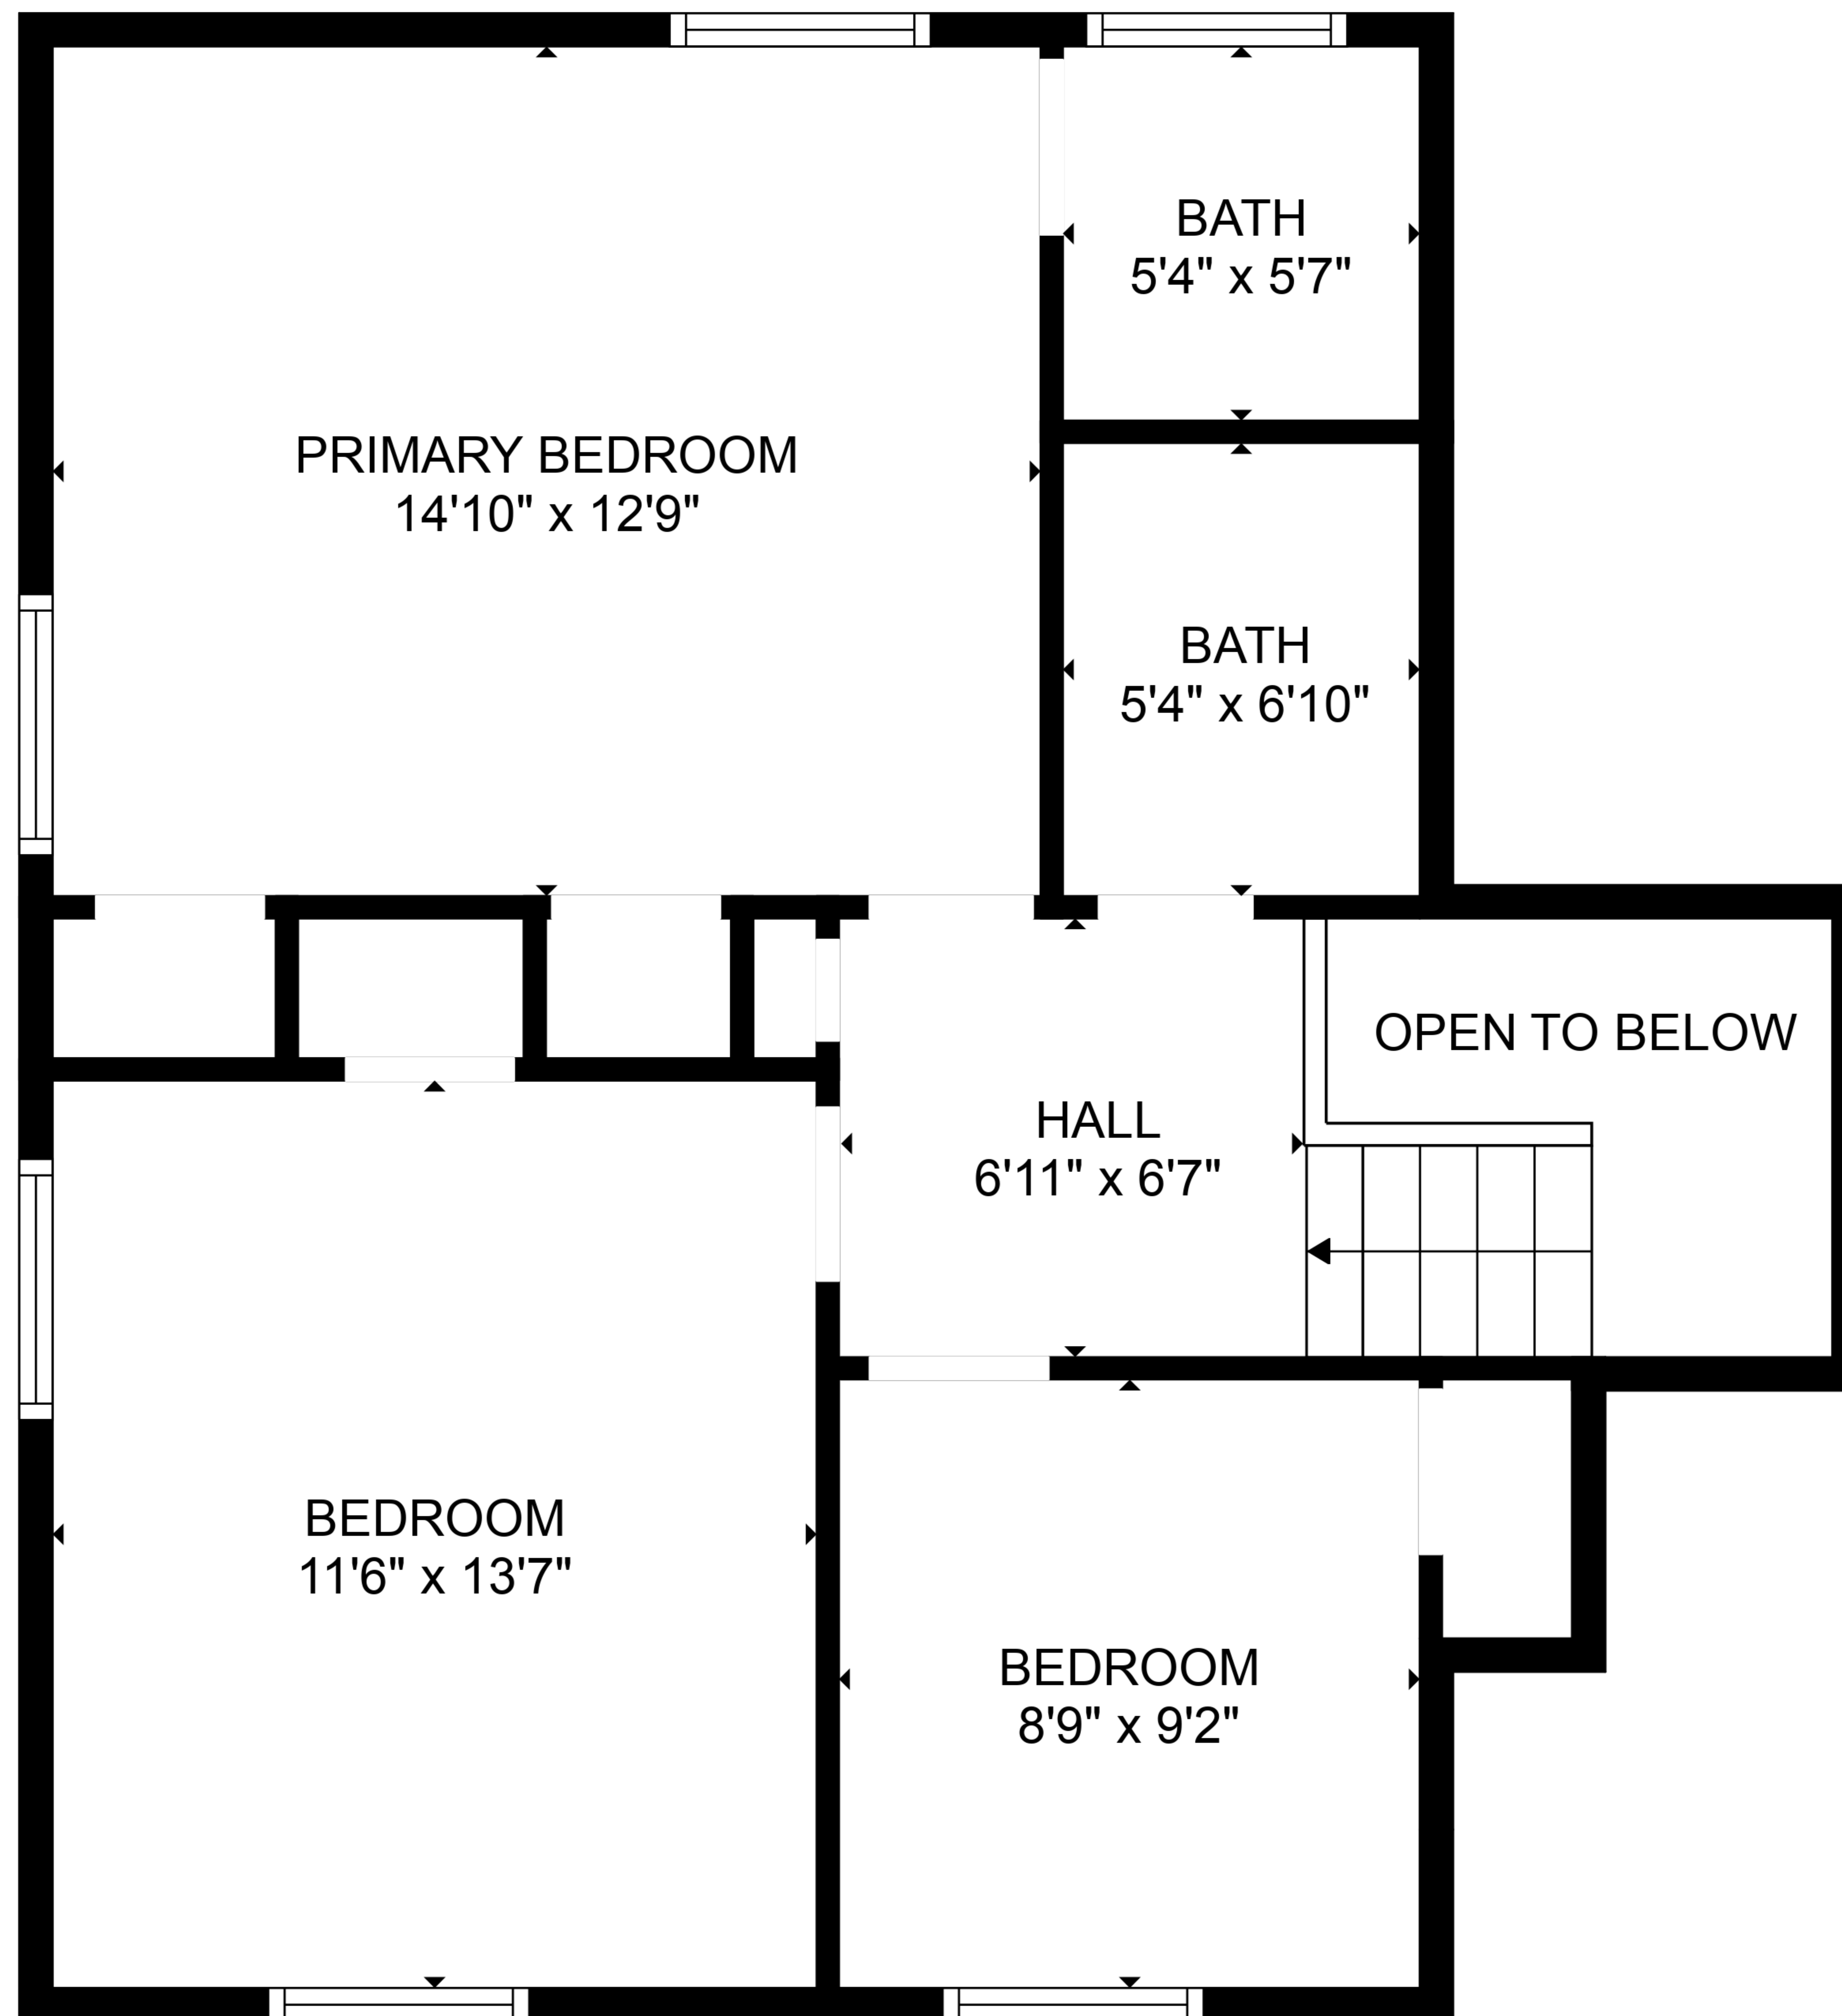 BATH
5'4" x 5'7"
PRIMARY BEDROOM
14'10" x 12'9"
BATH
5'4" x 6'10"
OPEN TO BELOW
HALL
6'11" x 6'7"
BEDROOM
11'6" x 13'7"
BEDROOM
8'9" x 9'2"